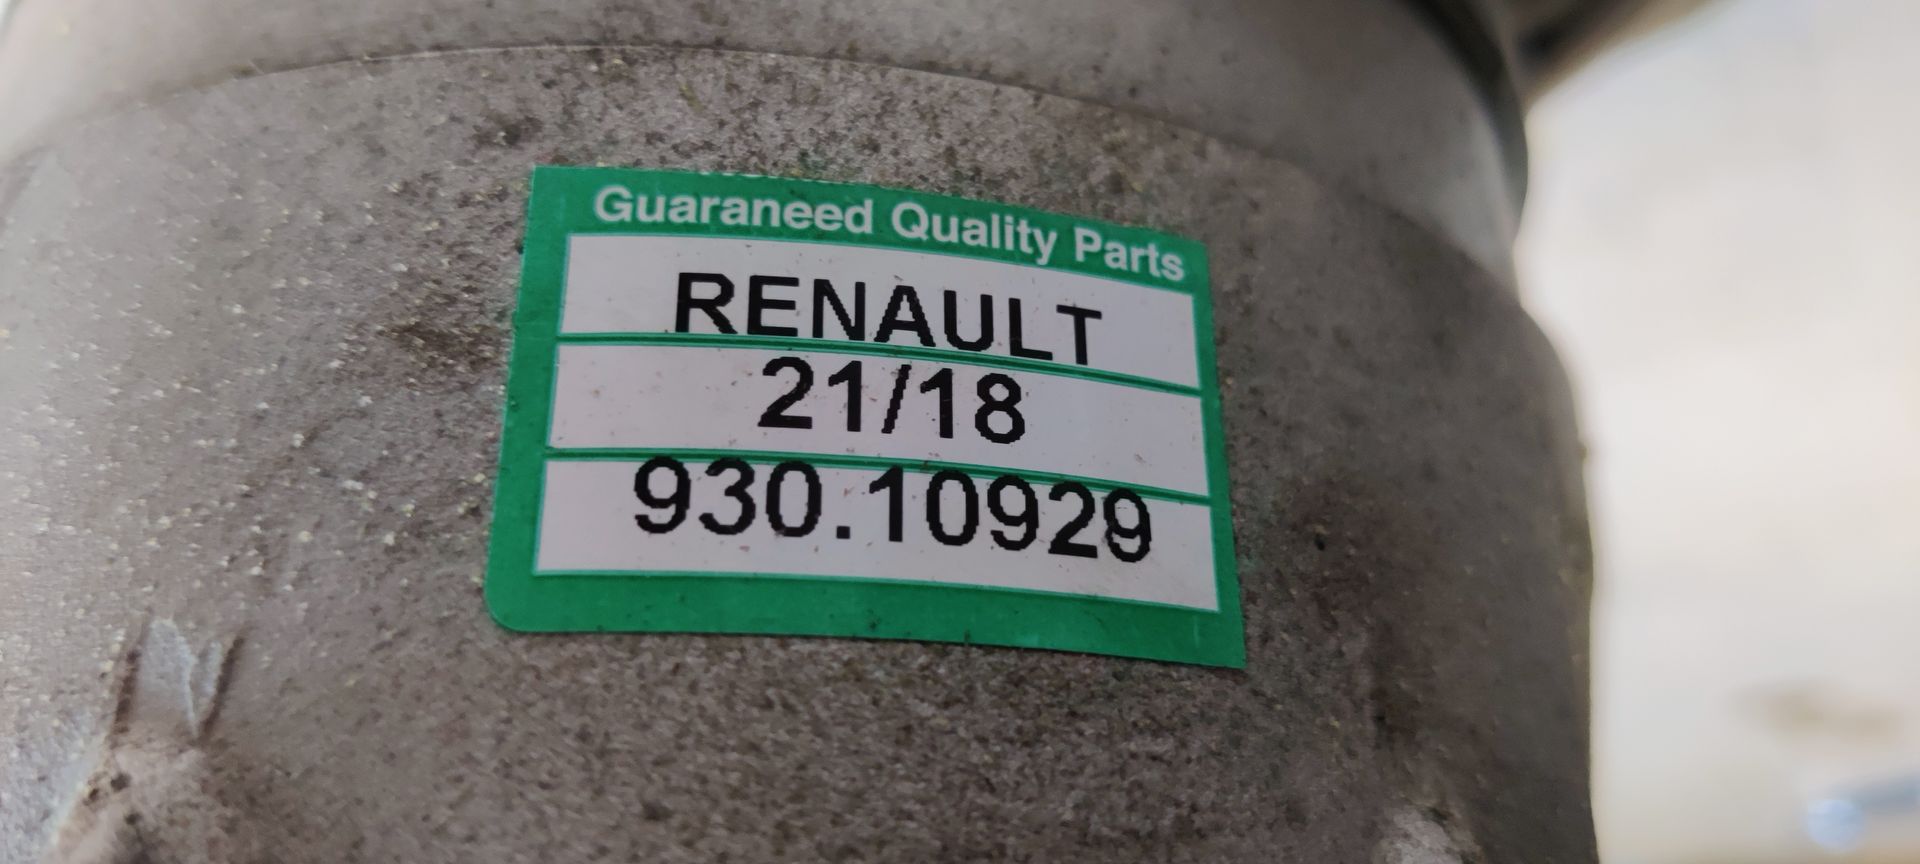 Guaraneed Quality Parts
RENAULT
21/18
930.10929